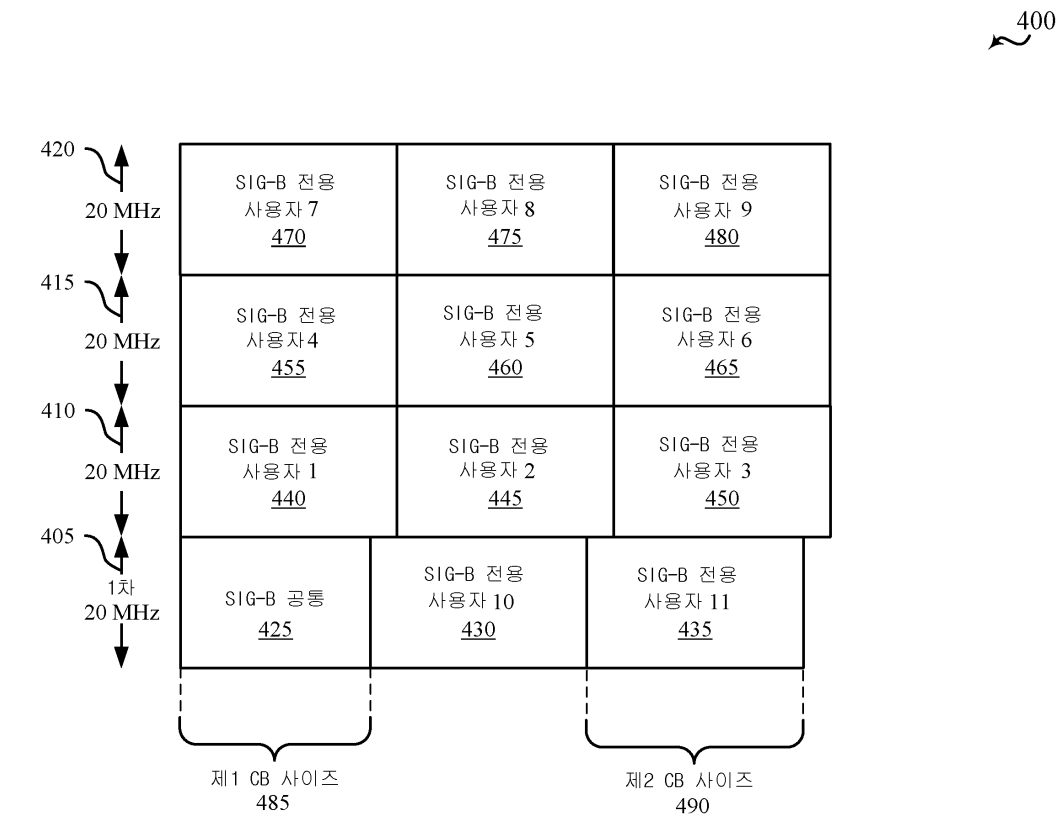 400
420
20 MHz
SIG-B 전용
사용자 7
470
SIG-B 전용
사용자 8
475
SIG-B 전용
사용자 9
480
415
20 MHz
SIG-B 전용
사용자 4
455
SIG-B 전용
사용자 5
460
SIG-B 전용
사용자 6
465
410
20 MHz
SIG-B 전용
사용자 1
440
SIG-B 전용
사용자 2
445
SIG-B 전용
사용자 3
450
405
1차
20 MHz
SIG-B 공통
425
SIG-B 전용
사용자 10
430
SIG-B 전용
사용자 11
435
제1 CB 사이즈
485
제2 CB 사이즈
490